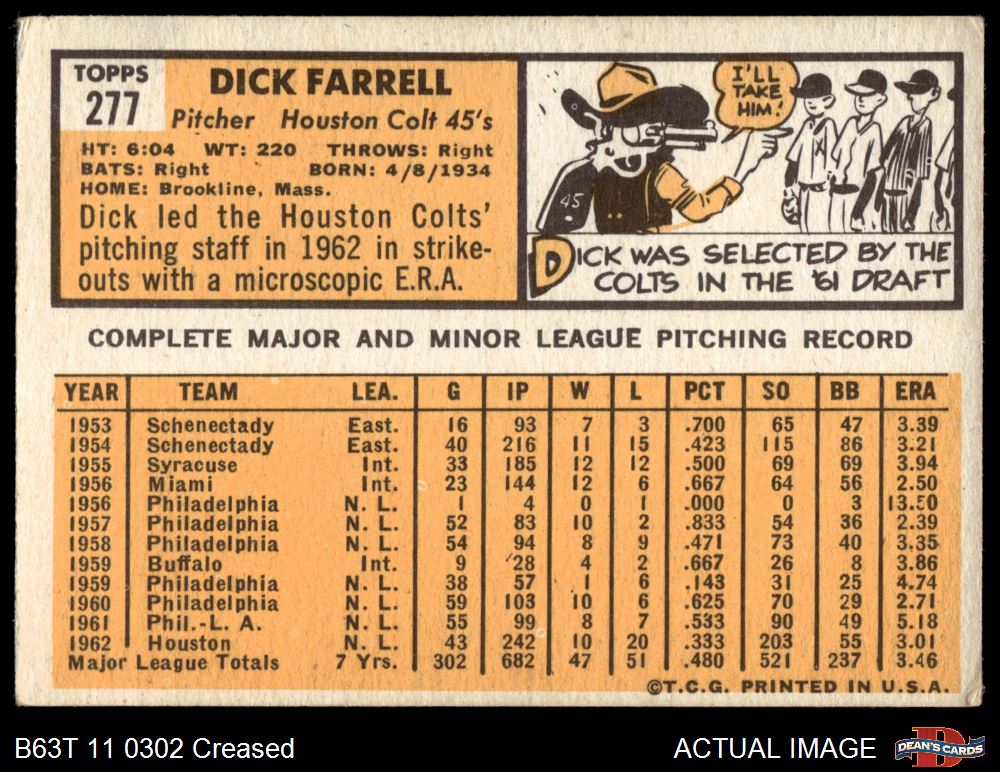 TOPPS
277
DICK FARRELL
Pitcher Houston Colt 45's
HT: 6:04 WT: 220 THROWS: Right
BATS: Right BORN: 4/8/1934
HOME: Brookline, Mass.
Dick led the Houston Colts'
pitching staff in 1962 in strike-
outs with a microscopic E.R.A.
I'LL
TAKE
HIM!
45
DICK WAS SELECTED BY THE
COLTS IN THE '61 DRAFT
COMPLETE MAJOR AND MINOR LEAGUE PITCHING RECORD
YEAR TEAM LEA. G IP W L PCT SO BB ERA
1953 Schenectady East. 16 93 7 3 .700 65 47 3.39
1954 Schenectady East. 40 216 11 15 .423 115 86 3.21
1955 Syracuse Int. 33 185 12 12 .500 69 69 3.94
1956 Miami Int. 23 144 12 6 .667 64 56 2.50
1956 Philadelphia N. L. 1 4 0 1 .000 0 3 13.50
1957 Philadelphia N. L. 52 83 10 2 .833 54 36 2.39
1958 Philadelphia N. L. 54 94 8 9 .471 73 40 3.35
1959 Buffalo Int. 9 28 4 2 .667 26 8 3.86
1959 Philadelphia N. L. 38 57 1 6 .143 31 25 4.74
1960 Philadelphia N. L. 59 103 10 6 .625 70 29 2.71
1961 Phil.-L. A. N. L. 55 99 8 7 .533 90 49 5.18
1962 Houston N. L. 43 242 10 20 .333 203 55 3.01
Major League Totals 7 Yrs. 302 682 47 51 .480 521 237 3.46
©T.C.G. PRINTED IN U.S.A.
B63T 11 0302 Creased
ACTUAL IMAGE
DEAN'S CARDS